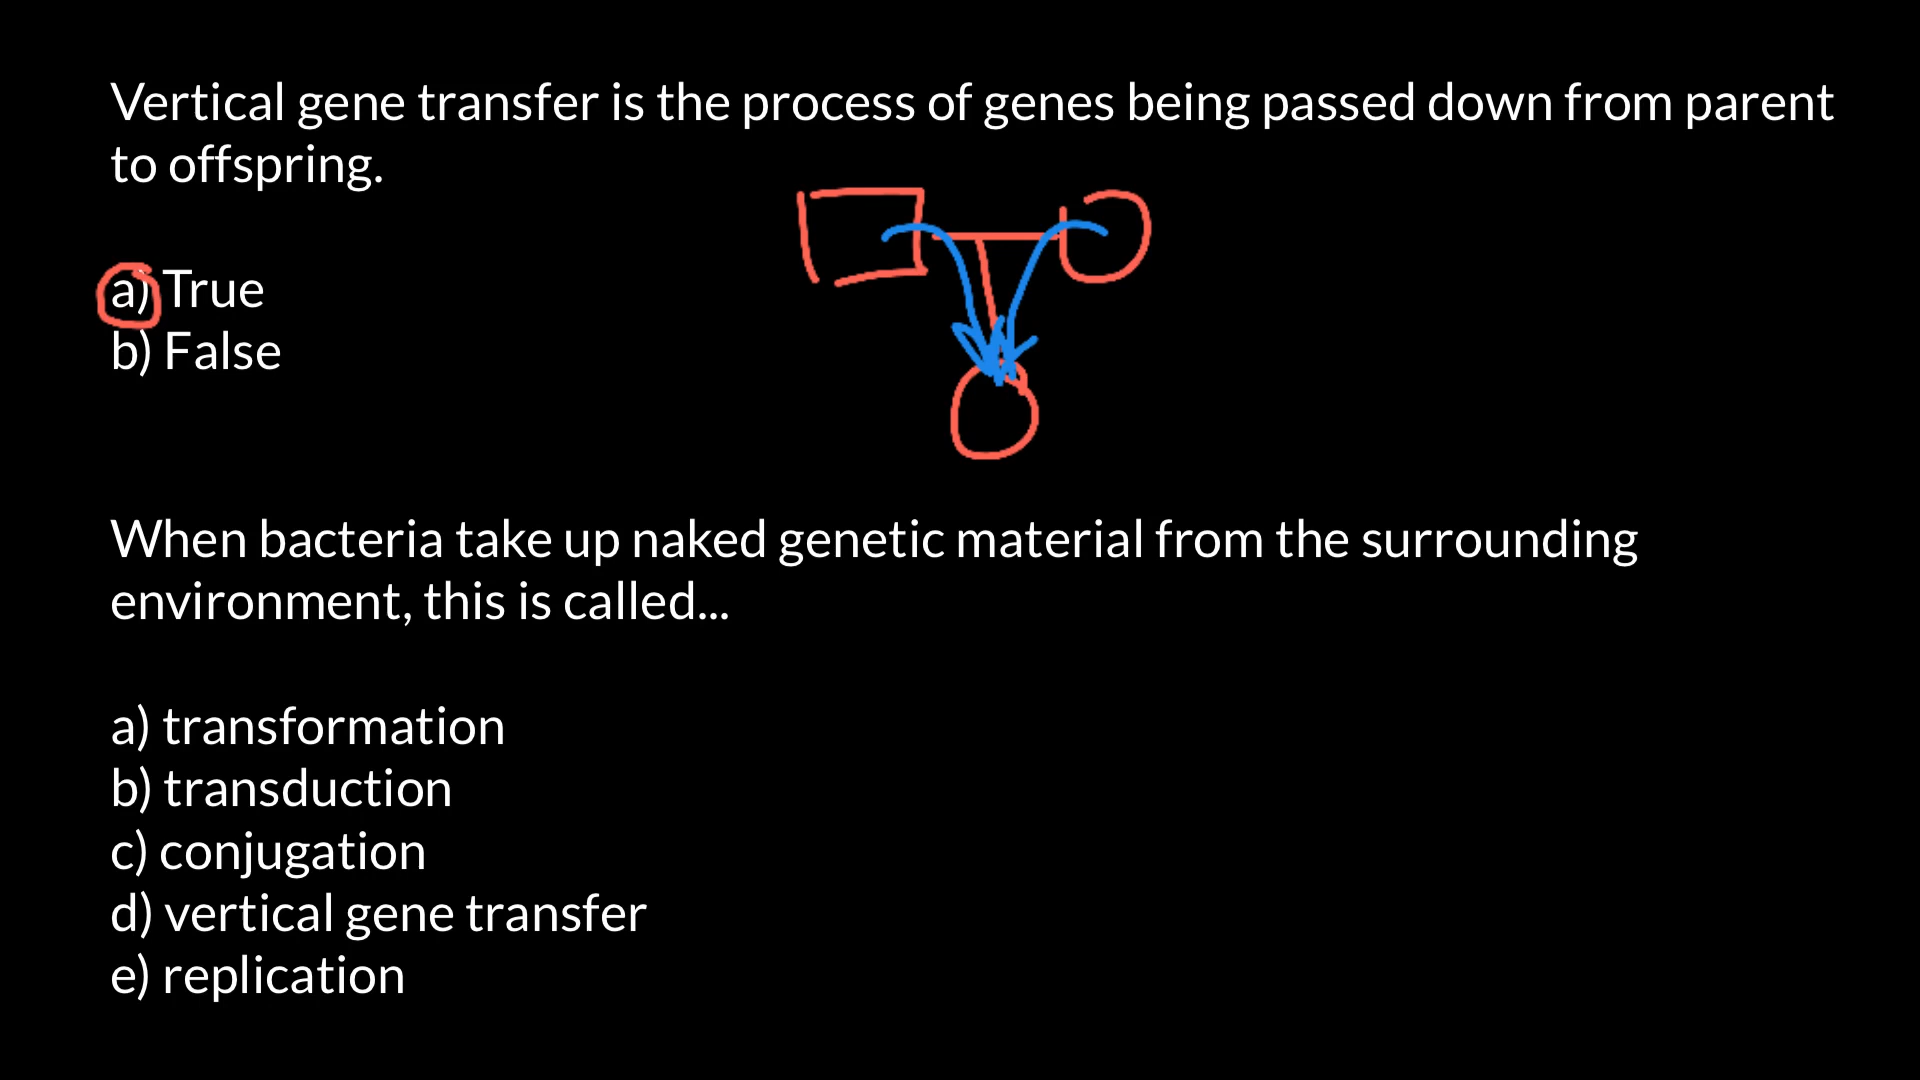 Vertical gene transfer is the process of genes being passed down from parent
to offspring.
a) True
b) False
When bacteria take up naked genetic material from the surrounding
environment, this is called...
a) transformation
b) transduction
c) conjugation
d) vertical gene transfer
e) replication